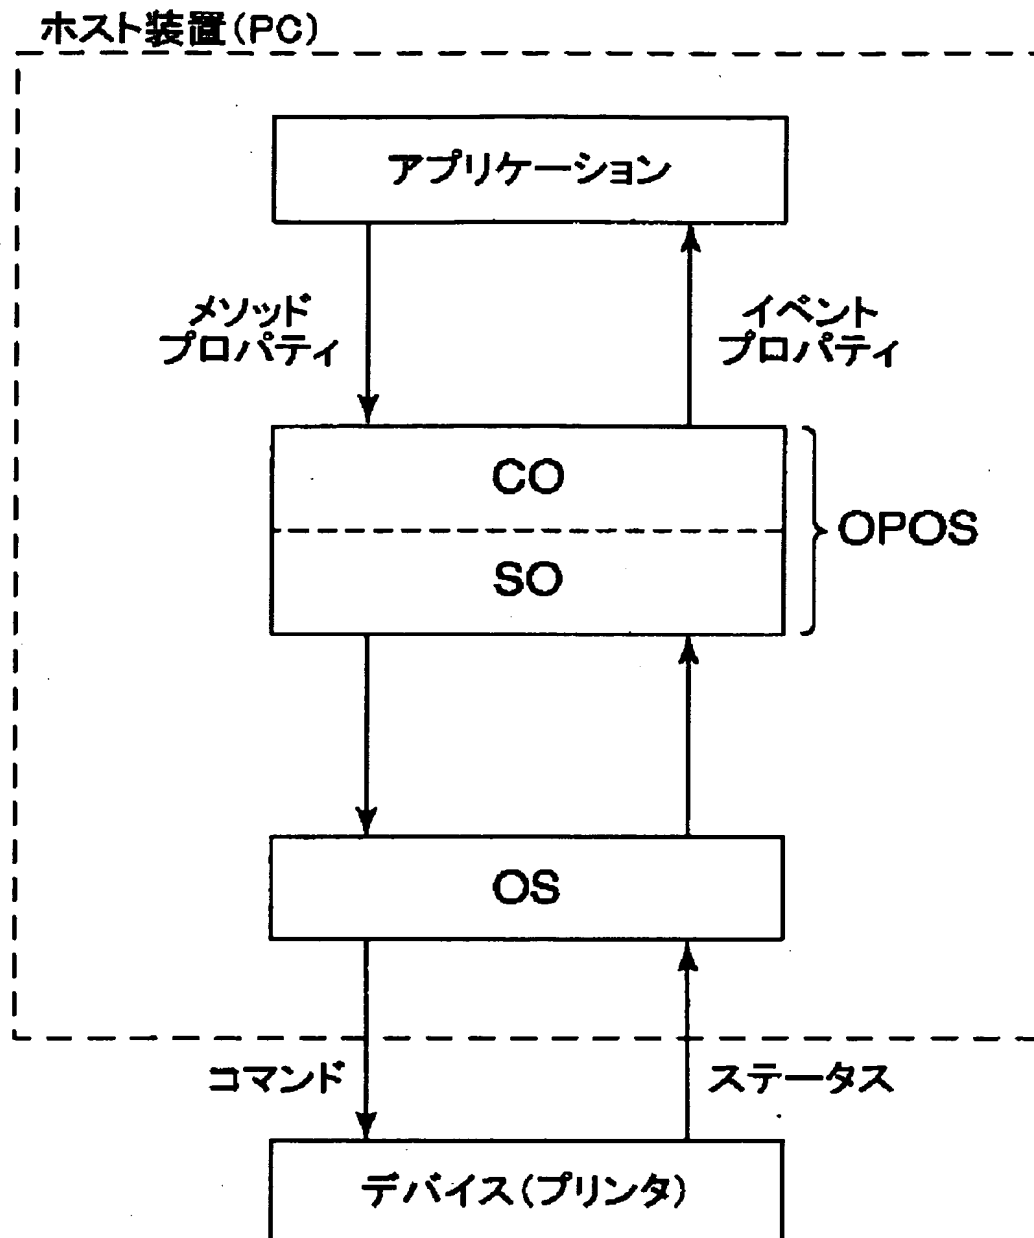 ホスト装置(PC)
アプリケーション
メソッド
プロパティ
イベント
プロパティ
CO
SO
OPOS
OS
コマンド
ステータス
デバイス(プリンタ)